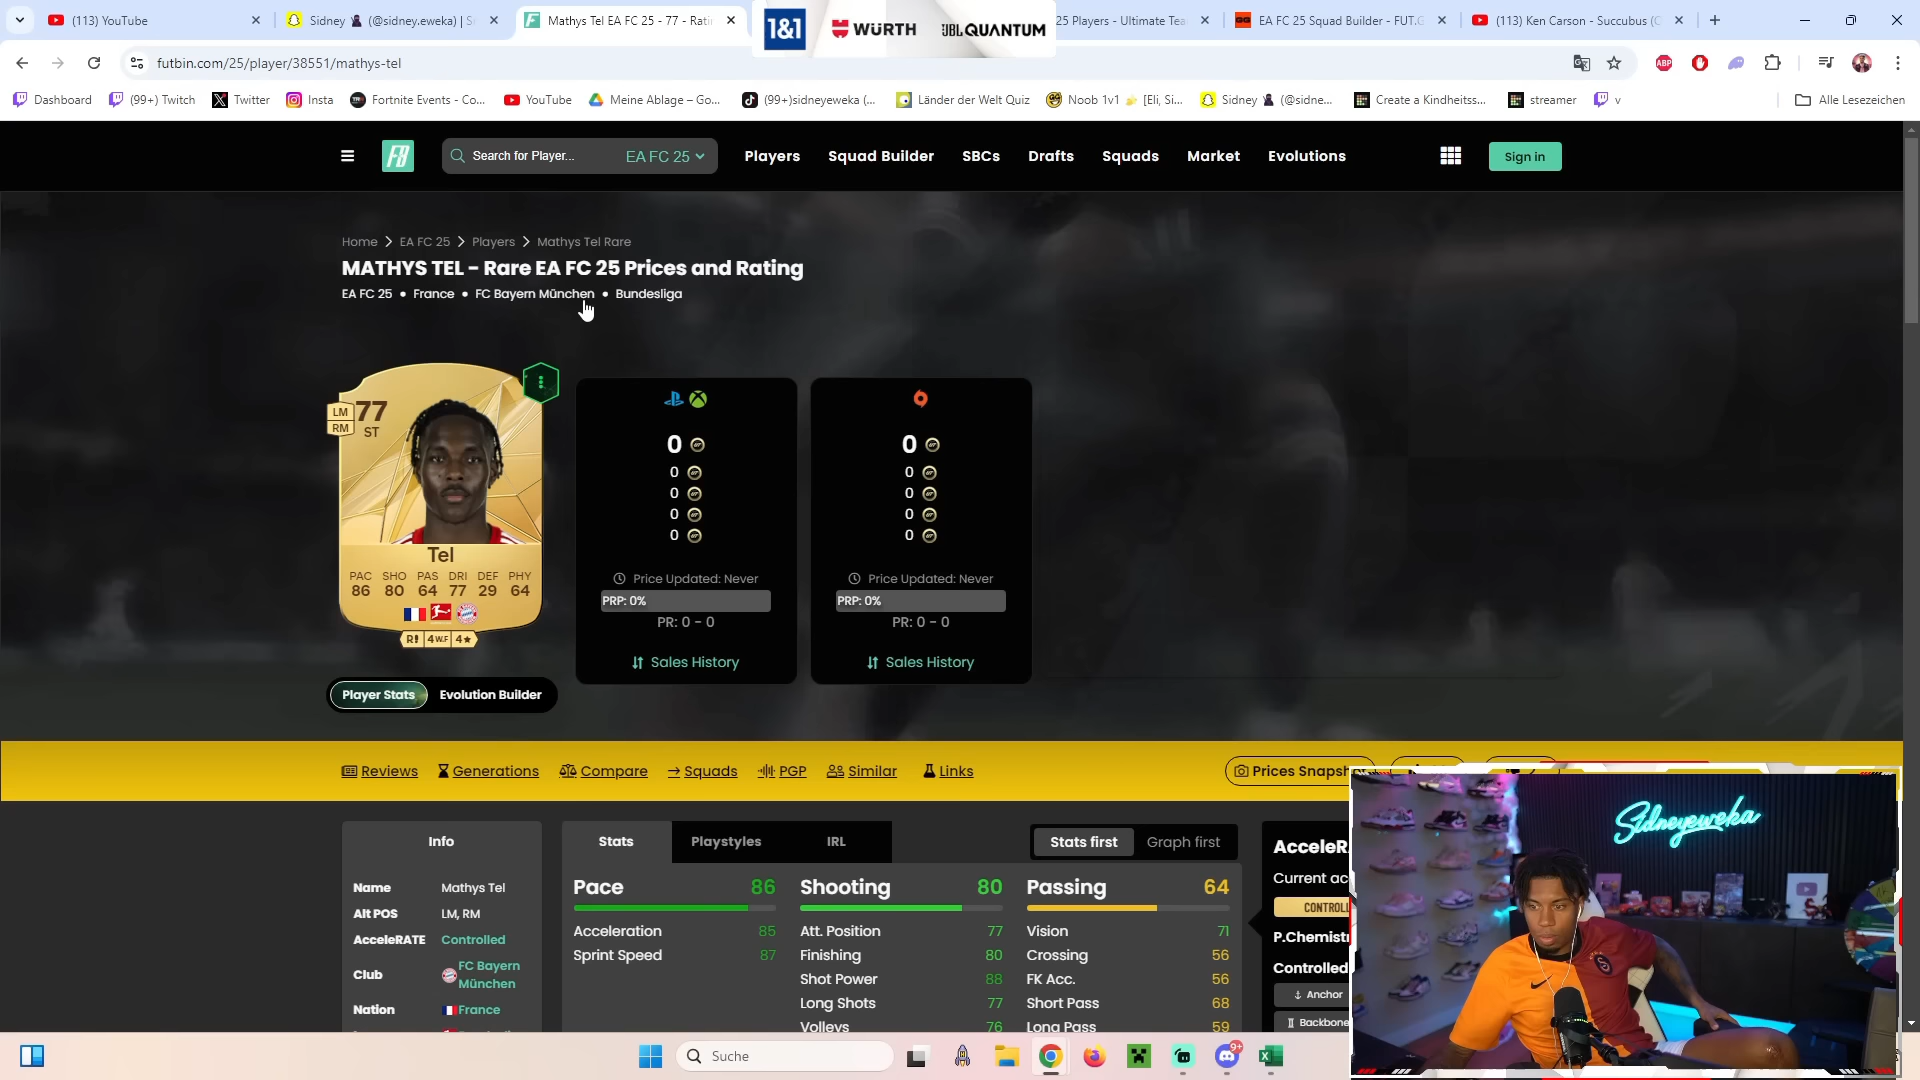 (113) YouTube
Sidney (@sidney.eweka) | S
Mathys Tel EA FC 25 - 77 - Rati
1&1
WÜRTH
JBL QUANTUM
25 Players - Ultimate Tea
EA FC 25 Squad Builder - FUT.G
(113) Ken Carson - Succubus (C
futbin.com/25/player/38551/mathys-tel
ABP
Dashboard
(99+) Twitch
Twitter
Insta
Fortnite Events - Co...
YouTube
Meine Ablage – Go...
(99+)sidneyeweka (...
Länder der Welt Quiz
Noob 1v1 [Eli, Si...
Sidney (@sidne...
Create a Kindheitss...
streamer
v
Alle Lesezeichen
Search for Player...
EA FC 25
Players
Squad Builder
SBCs
Drafts
Squads
Market
Evolutions
Sign in
Home > EA FC 25 > Players > Mathys Tel Rare
MATHYS TEL - Rare EA FC 25 Prices and Rating
EA FC 25 • France • FC Bayern München • Bundesliga
LM
RM
77
ST
Tel
PAC SHO PAS DRI DEF PHY
86 80 64 77 29 64
4 W.F
4★
0
0
0
0
0
Price Updated: Never
PRP: 0%
PR: 0 - 0
Sales History
0
0
0
0
0
Price Updated: Never
PRP: 0%
PR: 0 - 0
Sales History
Player Stats
Evolution Builder
Reviews
Generations
Compare
Squads
PGP
Similar
Links
Prices Snapsh
Info
Name Mathys Tel
Alt POS LM, RM
AcceleRATE Controlled
Club FC Bayern
München
Nation France
Stats
Playstyles
IRL
Stats first
Graph first
Pace 86
Acceleration 85
Sprint Speed 87
Shooting 80
Att. Position 77
Finishing 80
Shot Power 88
Long Shots 77
Volleys 76
Passing 64
Vision 71
Crossing 56
FK Acc. 56
Short Pass 68
Long Pass 59
AcceleR
Current ac
CONTROLL
P.Chemistr
Controlled
Anchor
Backbone
Sidneyeweka
Suche
9+